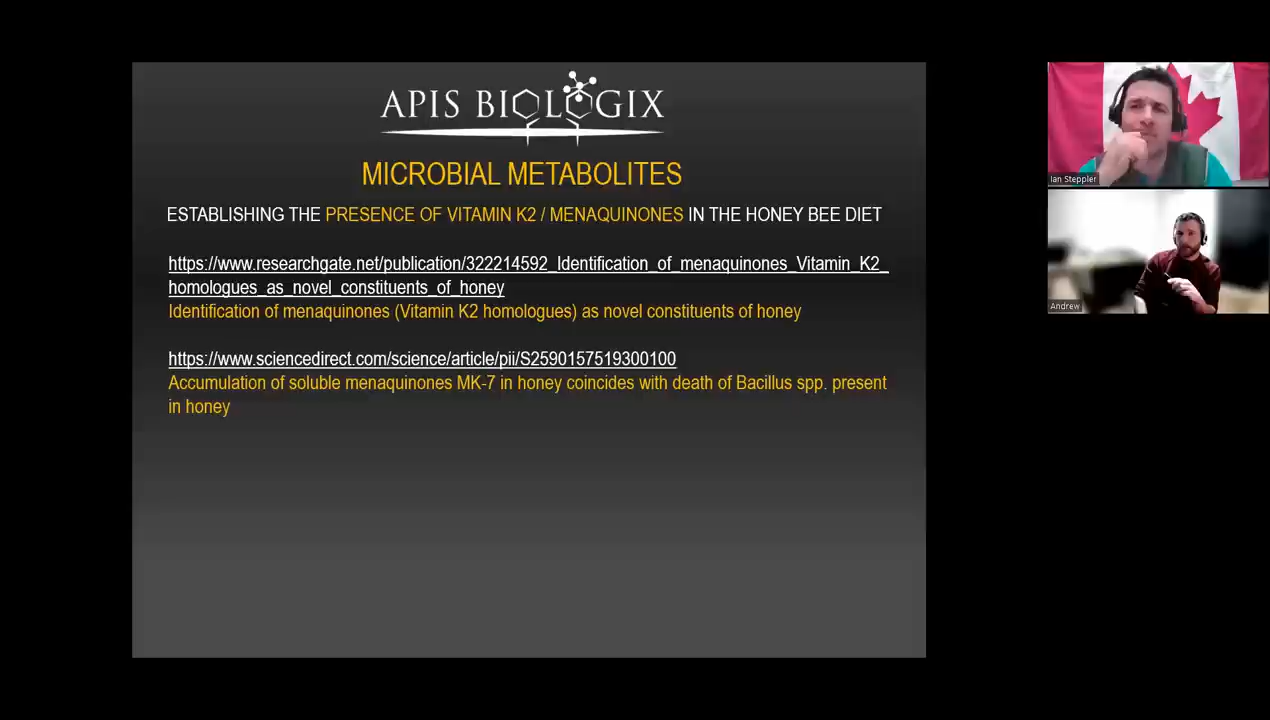 APIS BIOLOGIX
MICROBIAL METABOLITES
ESTABLISHING THE PRESENCE OF VITAMIN K2 / MENAQUINONES IN THE HONEY BEE DIET
https://www.researchgate.net/publication/322214592_Identification_of_menaquinones_Vitamin_K2_
homologues_as_novel_constituents_of_honey
Identification of menaquinones (Vitamin K2 homologues) as novel constituents of honey
https://www.sciencedirect.com/science/article/pii/S2590157519300100
Accumulation of soluble menaquinones MK-7 in honey coincides with death of Bacillus spp. present
in honey
Ian Steppler
Andrew